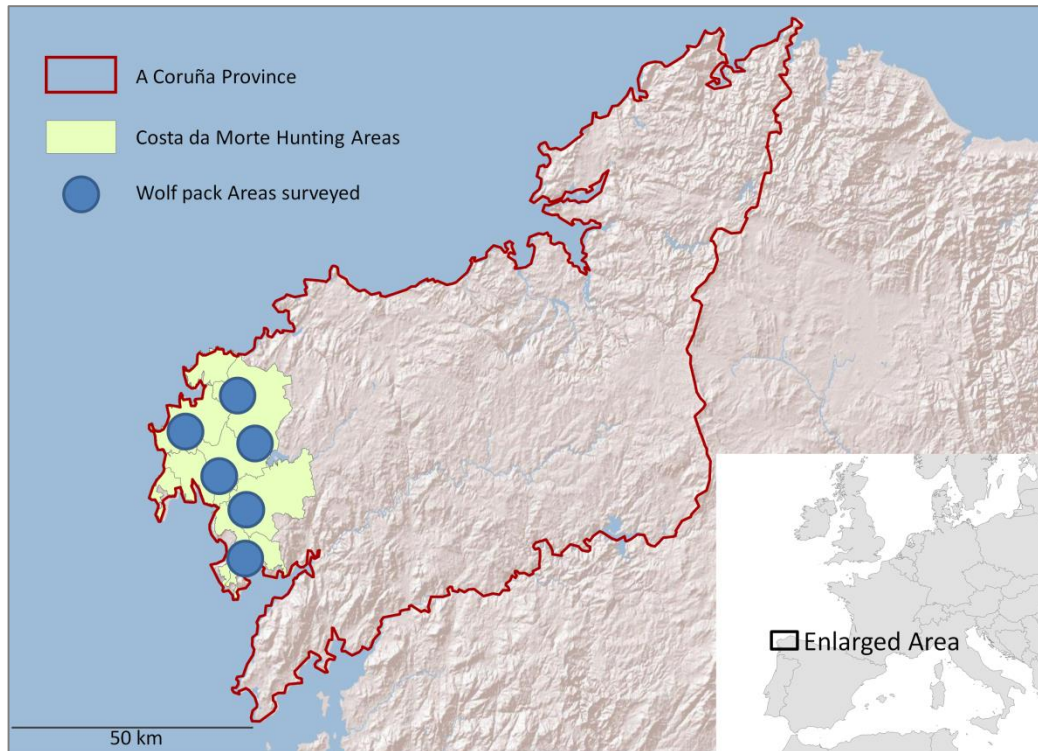 A Coruña Province
Costa da Morte Hunting Areas
Wolf pack Areas surveyed
Enlarged Area
50 km